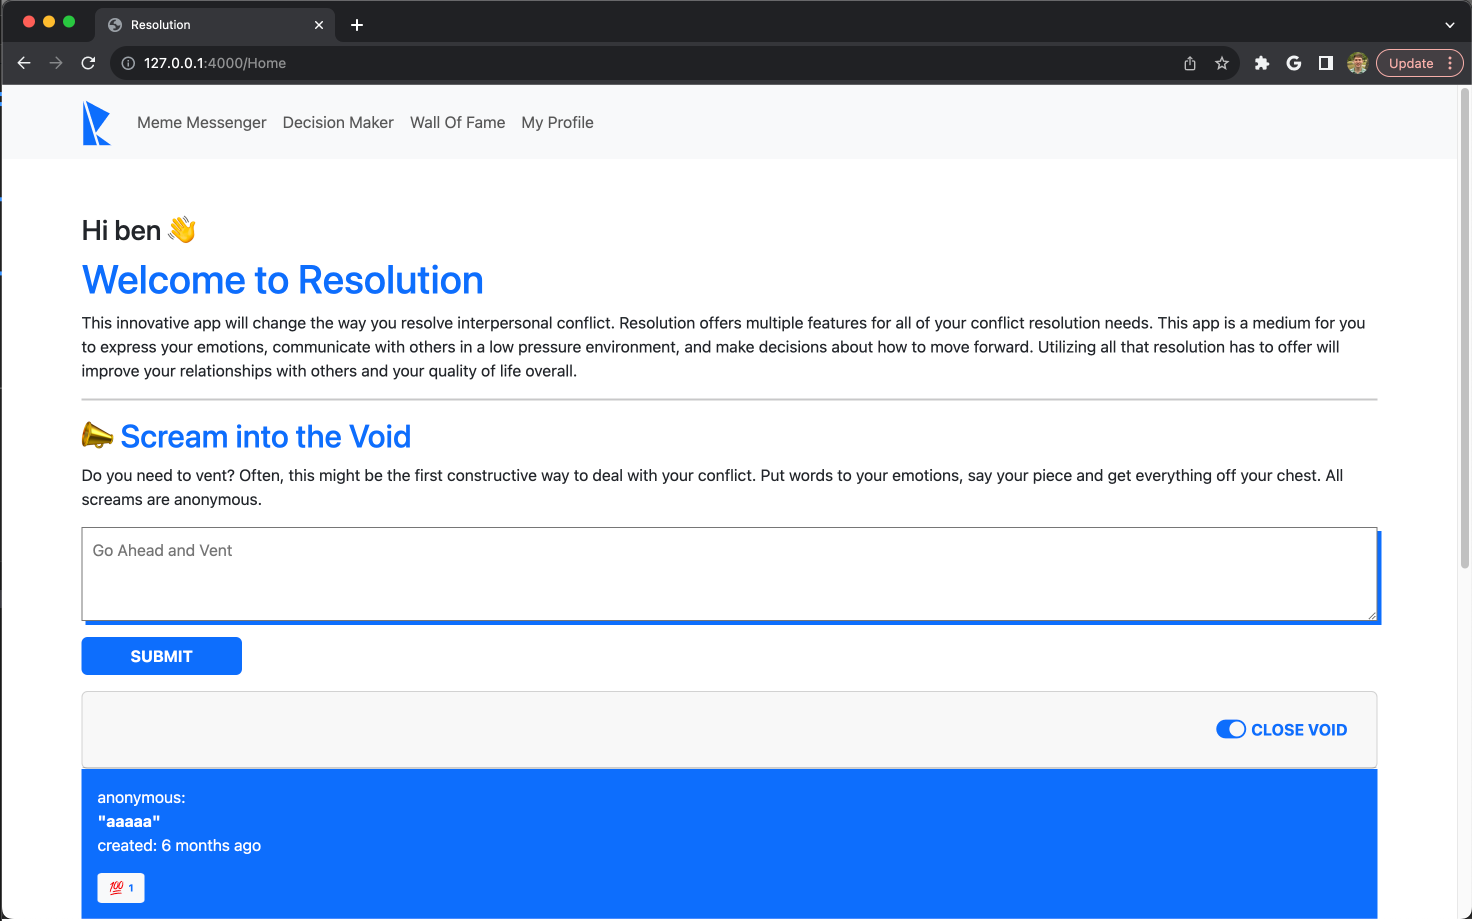 Resolution
127.0.0.1:4000/Home
Update
Meme Messenger Decision Maker Wall Of Fame My Profile
Hi ben 👋
Welcome to Resolution
This innovative app will change the way you resolve interpersonal conflict. Resolution offers multiple features for all of your conflict resolution needs. This app is a medium for you
to express your emotions, communicate with others in a low pressure environment, and make decisions about how to move forward. Utilizing all that resolution has to offer will
improve your relationships with others and your quality of life overall.
Scream into the Void
Do you need to vent? Often, this might be the first constructive way to deal with your conflict. Put words to your emotions, say your piece and get everything off your chest. All
screams are anonymous.
Go Ahead and Vent
SUBMIT
CLOSE VOID
anonymous:
"aaaaa"
created: 6 months ago
💯 1